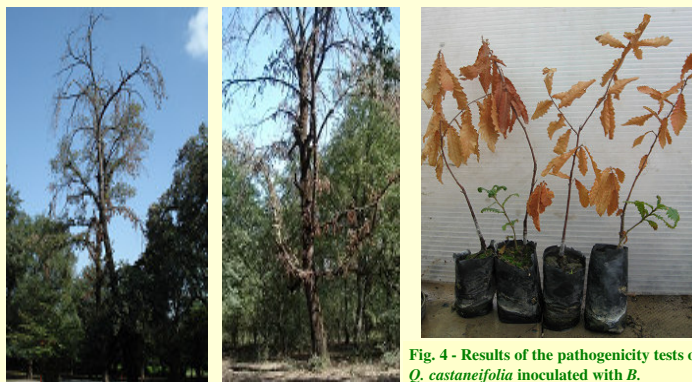 Fig. 4 - Results of the pathogenicity tests o
Q. castaneifolia inoculated with B.